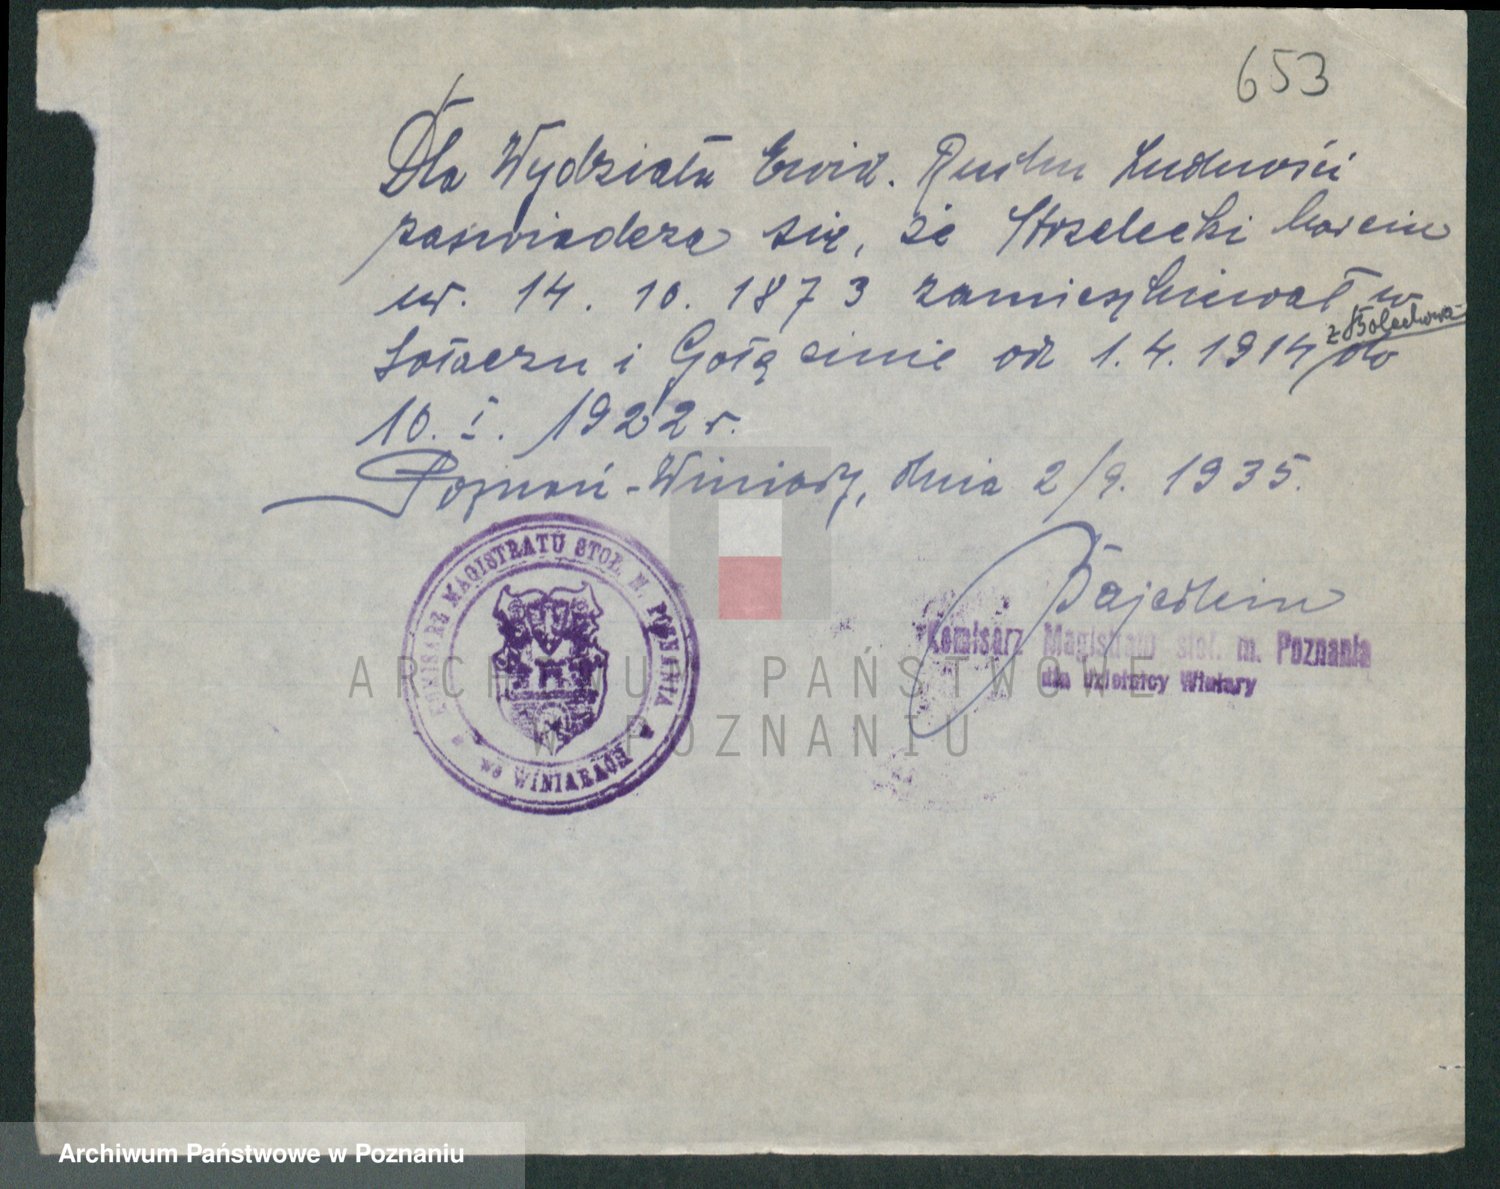 653
Dla Wydziału Ewid. Ruchu Ludności
zaświadcza się, że Strzelecki Marcin
ur. 14. 10. 1873 zamieszkiwał w
z Bolechowa
Sołaczu i Golęcinie od 1.4.1914 do
10. I. 1922 r.
Poznań-Winiary, dnia 2/9. 1935.
KOMISARZ MAGISTRATU STOŁ. M. POZNANIA
we WINIARACH
Komisarz Magistratu stoł. m. Poznania
dla dzielnicy Winiary
ARCHIWUM PAŃSTWOWE
W POZNANIU
Archiwum Państwowe w Poznaniu